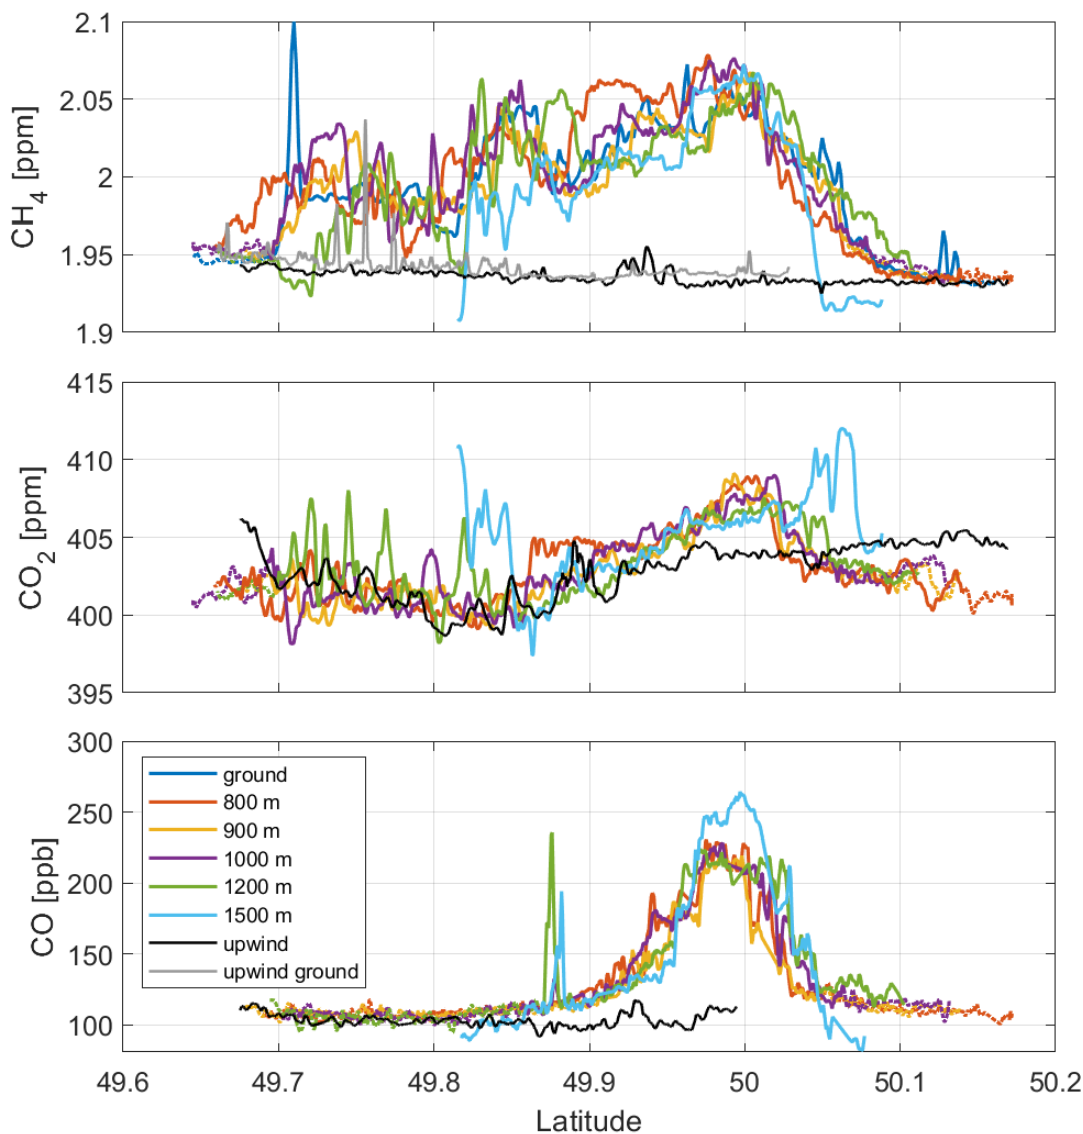 CH4 [ppm]
2.1
2.05
2
1.95
1.9
CO2 [ppm]
415
410
405
400
395
CO [ppb]
300
250
200
150
100
ground
800 m
900 m
1000 m
1200 m
1500 m
upwind
upwind ground
49.6 49.7 49.8 49.9 50 50.1 50.2
Latitude